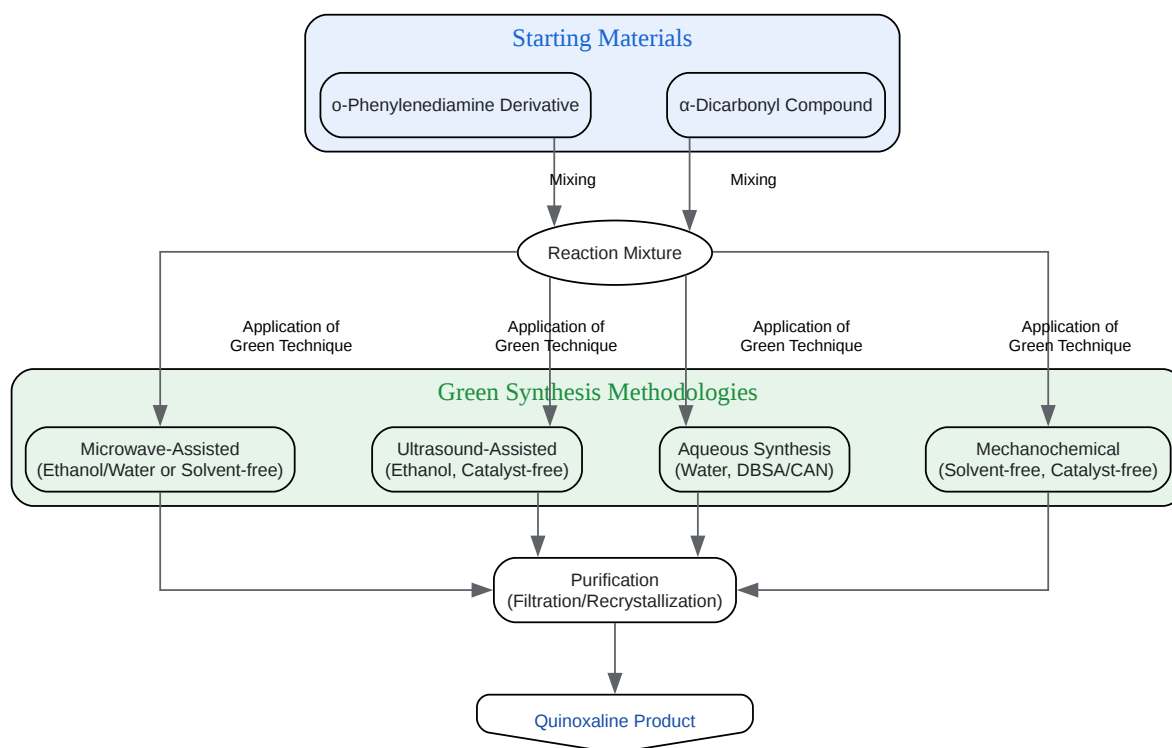 Starting Materials
o-Phenylenediamine Derivative
α-Dicarbonyl Compound
Mixing
Mixing
Reaction Mixture
Application of
Green Technique
Application of
Green Technique
Application of
Green Technique
Application of
Green Technique
Green Synthesis Methodologies
Microwave-Assisted
(Ethanol/Water or Solvent-free)
Ultrasound-Assisted
(Ethanol, Catalyst-free)
Aqueous Synthesis
(Water, DBSA/CAN)
Mechanochemical
(Solvent-free, Catalyst-free)
Purification
(Filtration/Recrystallization)
Quinoxaline Product